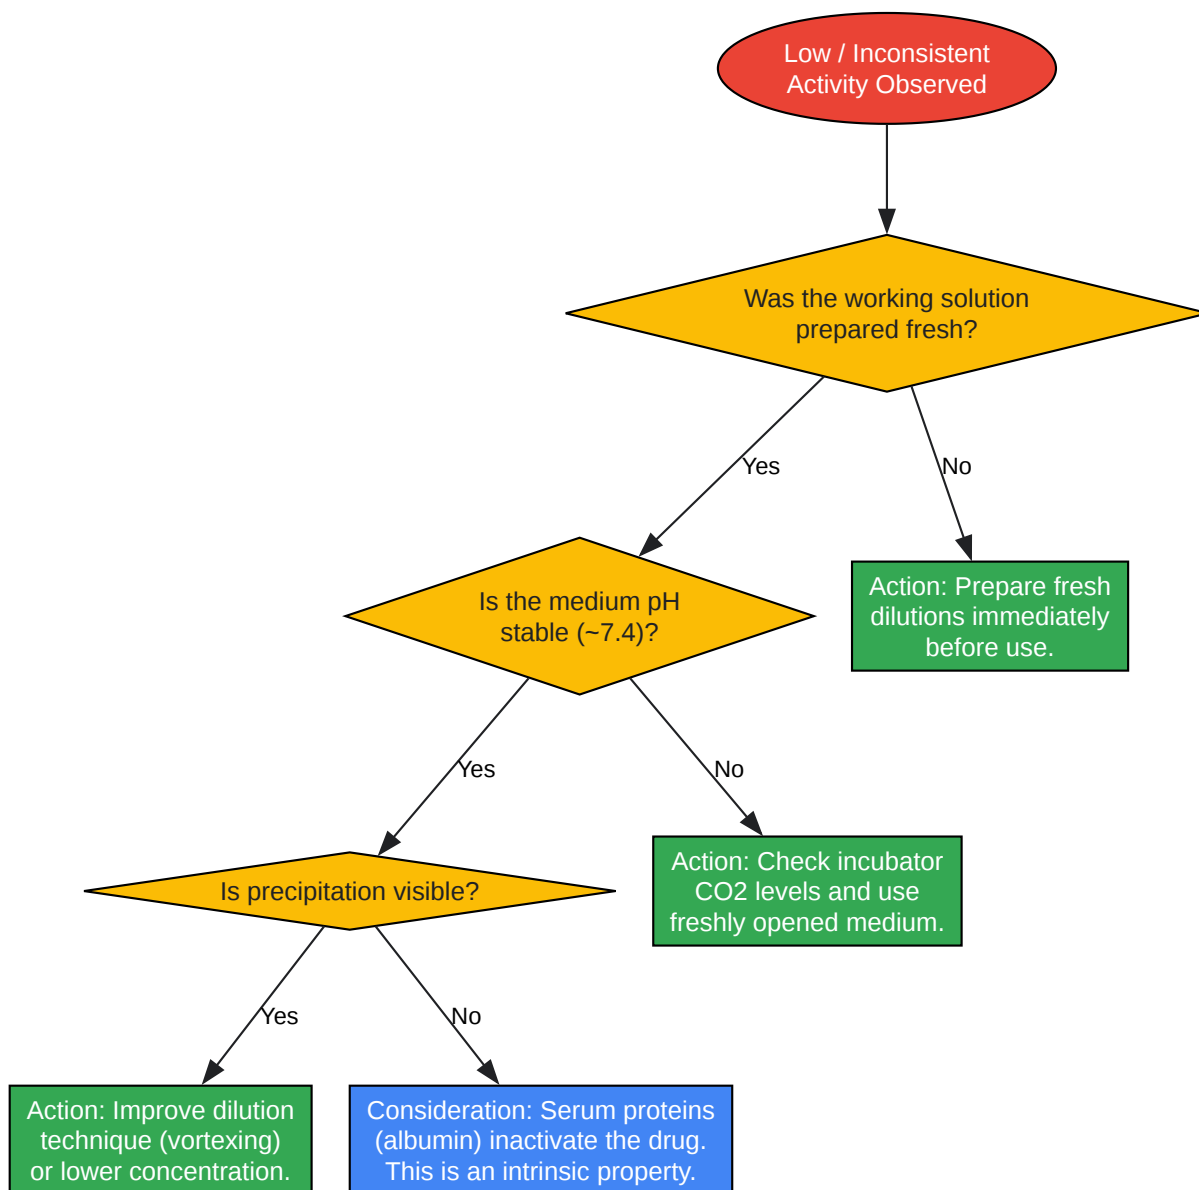 Low / Inconsistent
Activity Observed
Was the working solution
prepared fresh?
Yes
No
Is the medium pH
stable (~7.4)?
Action: Prepare fresh
dilutions immediately
before use.
Yes
No
Is precipitation visible?
Action: Check incubator
CO2 levels and use
freshly opened medium.
Yes
No
Action: Improve dilution
technique (vortexing)
or lower concentration.
Consideration: Serum proteins
(albumin) inactivate the drug.
This is an intrinsic property.